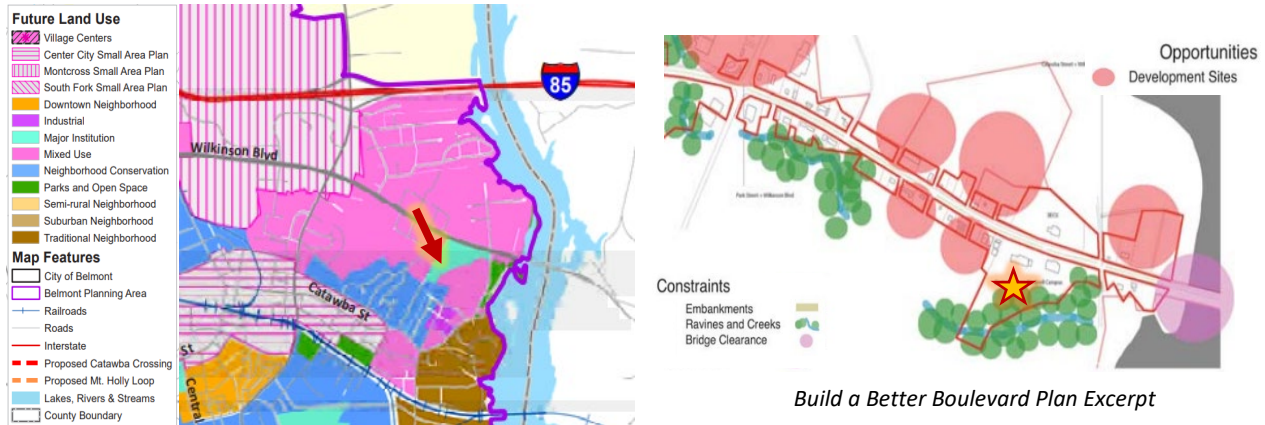 Future Land Use
Village Centers
Center City Small Area Plan
Montcross Small Area Plan
South Fork Small Area Plan
Downtown Neighborhood
Industrial
Major Institution
Mixed Use
Neighborhood Conservation
Parks and Open Space
Semi-rural Neighborhood
Suburban Neighborhood
Traditional Neighborhood
Map Features
City of Belmont
Belmont Planning Area
Railroads
Roads
Interstate
Proposed Catawba Crossing
Proposed Mt. Holly Loop
Lakes, Rivers & Streams
County Boundary
85
Wilkinson Blvd
Catawba St
St
Central
Opportunities
Development Sites
Park Street + Wilkinson Blvd
Constraints
Embankments
Ravines and Creeks
Bridge Clearance
Build a Better Boulevard Plan Excerpt